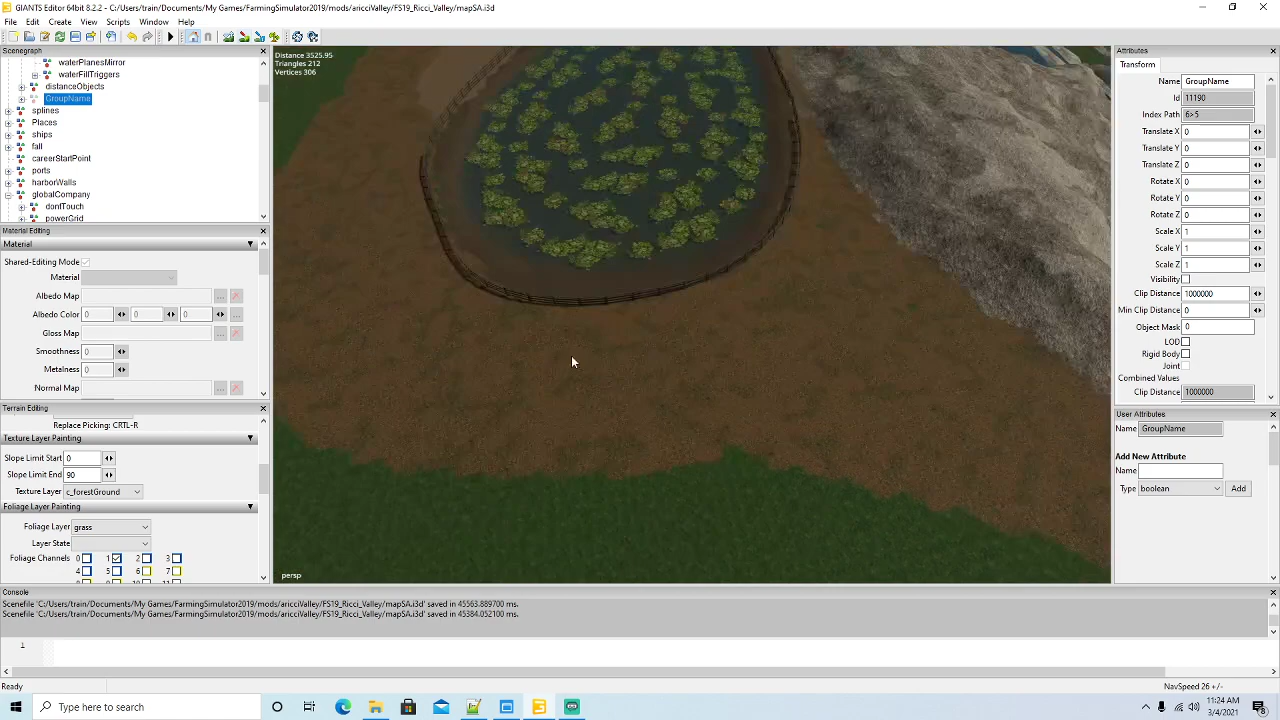 GIANTS Editor 64bit v8.2.2 - C:/Users/train/Documents/My Games/FarmingSimulator2019/mods/aricciValley/FS19_Ricci_Valley/mapSA.i3d
File Edit Create View Scripts Window Help
Scenegraph
waterPlanesMirror
waterFillTriggers
distanceObjects
GroupName
splines
Places
ships
fall
careerStartPoint
ports
harborWalls
globalCompany
dontTouch
powerGrid
Material Editing
Material
Shared-Editing Mode
Material
Albedo Map ...
Albedo Color 0 0 0 ...
Gloss Map ...
Smoothness 0
Metalness 0
Normal Map ...
Terrain Editing
Replace Picking: CRTL-R
Texture Layer Painting
Slope Limit Start 0
Slope Limit End 90
Texture Layer c_forestGround
Foliage Layer Painting
Foliage Layer grass
Layer State
Foliage Channels 0 1 2 3
4 5 6 7
Distance 3525.95
Triangles 212
Vertices 306
persp
Attributes
Transform
Name GroupName
Id 11190
Index Path 6>5
Translate X 0
Translate Y 0
Translate Z 0
Rotate X 0
Rotate Y 0
Rotate Z 0
Scale X 1
Scale Y 1
Scale Z 1
Visibility
Clip Distance 1000000
Min Clip Distance 0
Object Mask 0
LOD
Rigid Body
Joint
Combined Values
Clip Distance 1000000
User Attributes
Name GroupName
Add New Attribute
Name
Type boolean Add
Console
Scenefile 'C:/Users/train/Documents/My Games/FarmingSimulator2019/mods/aricciValley/FS19_Ricci_Valley/mapSA.i3d' saved in 45563.889700 ms.
Scenefile 'C:/Users/train/Documents/My Games/FarmingSimulator2019/mods/aricciValley/FS19_Ricci_Valley/mapSA.i3d' saved in 45384.052100 ms.
1
Ready
NavSpeed 26 +/-
Type here to search
11:24 AM
3/4/2021